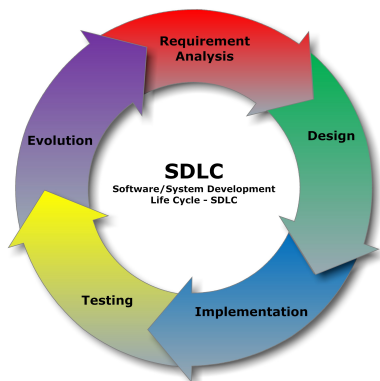 Requirement
Analysis
Design
Implementation
Testing
Evolution
SDLC
Software/System Development
Life Cycle - SDLC